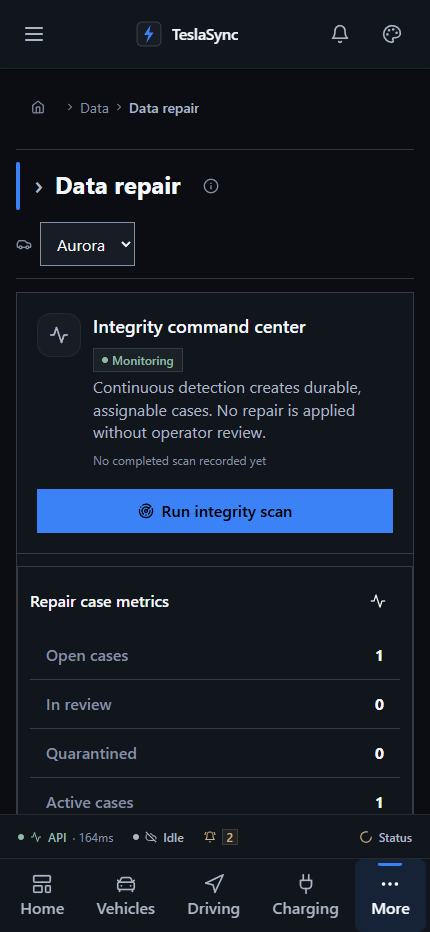 TeslaSync
Data
Data repair
Data repair
Aurora
Integrity command center
Monitoring
Continuous detection creates durable,
assignable cases. No repair is applied
without operator review.
No completed scan recorded yet
Run integrity scan
Repair case metrics
Open cases 1
In review 0
Quarantined 0
Active cases 1
API · 164ms Idle 2 Status
Home Vehicles Driving Charging More